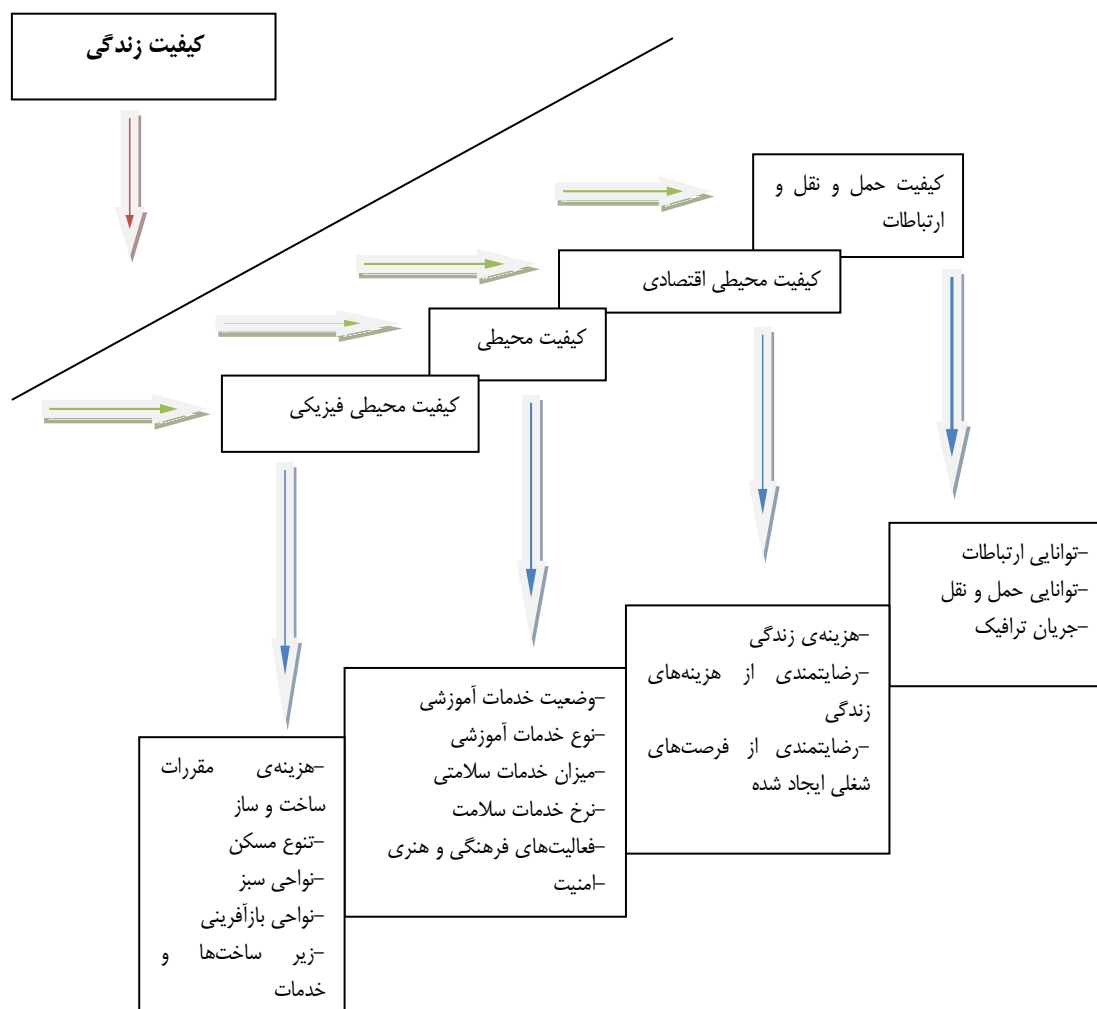 کیفیت زندگی
کیفیت حمل و نقل و
ارتباطات
کیفیت محیطی اقتصادی
کیفیت محیطی
کیفیت محیطی فیزیکی
-توانایی ارتباطات
-توانایی حمل و نقل
-جریان ترافیک
-هزینه‌ی زندگی
-رضایتمندی از هزینه‌های
زندگی
-رضایتمندی از فرصت‌های
شغلی ایجاد شده
-وضعیت خدمات آموزشی
-نوع خدمات آموزشی
-میزان خدمات سلامتی
-نرخ خدمات سلامت
-فعالیت‌های فرهنگی و هنری
-امنیت
-هزینه‌ی مقررات
ساخت و ساز
-تنوع مسکن
-نواحی سبز
-نواحی بازآفرینی
-زیر ساخت‌ها و
خدمات